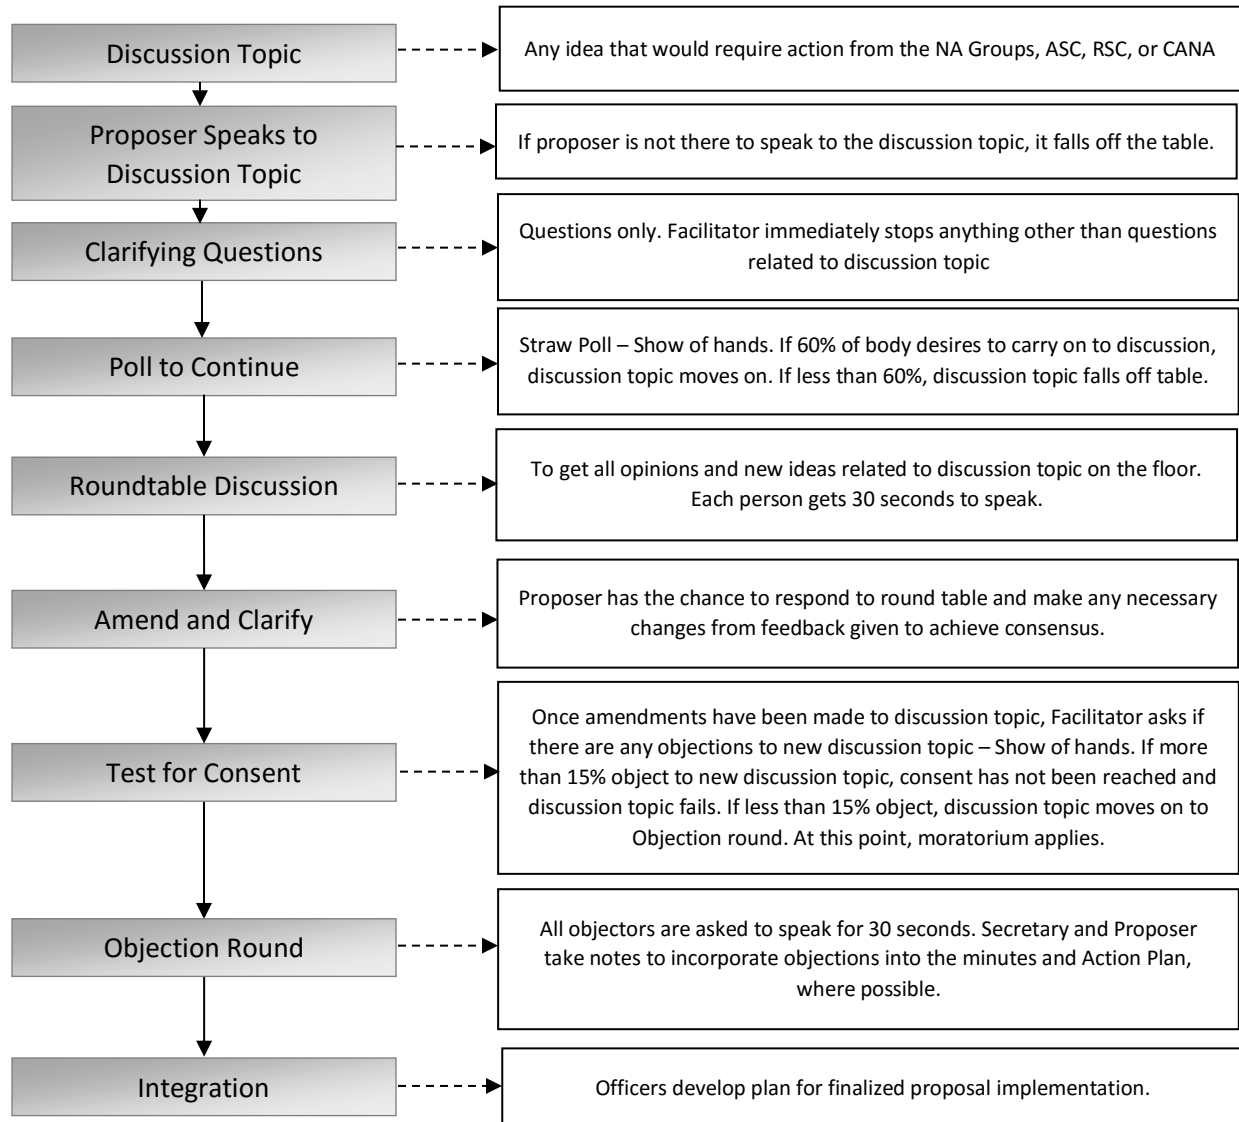 Discussion Topic
Any idea that would require action from the NA Groups, ASC, RSC, or CANA
Proposer Speaks to
Discussion Topic
If proposer is not there to speak to the discussion topic, it falls off the table.
Clarifying Questions
Questions only. Facilitator immediately stops anything other than questions
related to discussion topic
Poll to Continue
Straw Poll – Show of hands. If 60% of body desires to carry on to discussion,
discussion topic moves on. If less than 60%, discussion topic falls off table.
Roundtable Discussion
To get all opinions and new ideas related to discussion topic on the floor.
Each person gets 30 seconds to speak.
Amend and Clarify
Proposer has the chance to respond to round table and make any necessary
changes from feedback given to achieve consensus.
Test for Consent
Once amendments have been made to discussion topic, Facilitator asks if
there are any objections to new discussion topic – Show of hands. If more
than 15% object to new discussion topic, consent has not been reached and
discussion topic fails. If less than 15% object, discussion topic moves on to
Objection round. At this point, moratorium applies.
Objection Round
All objectors are asked to speak for 30 seconds. Secretary and Proposer
take notes to incorporate objections into the minutes and Action Plan,
where possible.
Integration
Officers develop plan for finalized proposal implementation.